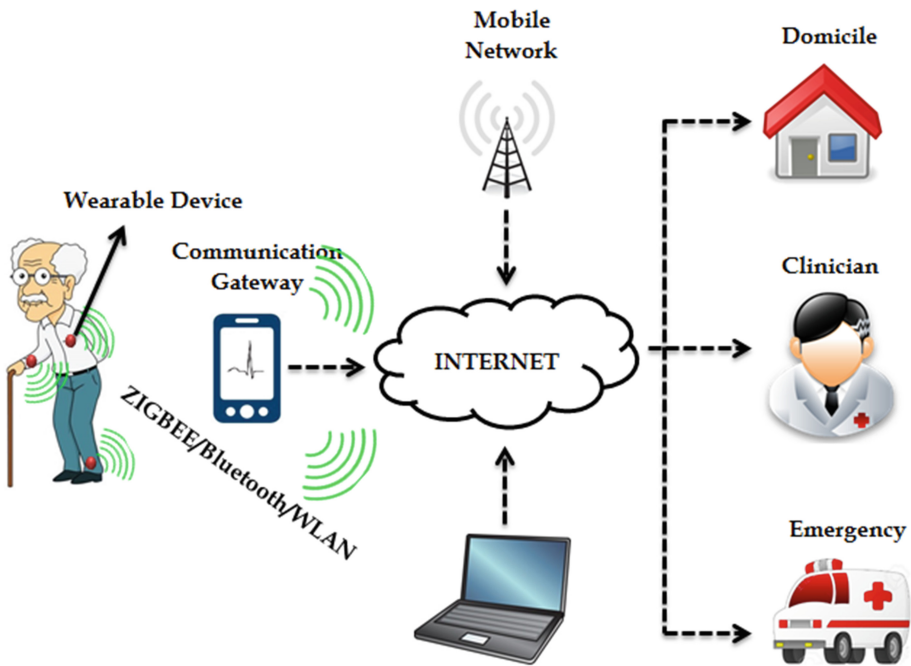 Mobile
Network
Domicile
Wearable Device
Communication
Gateway
Clinician
INTERNET
ZIGBEE/Bluetooth/WLAN
Emergency